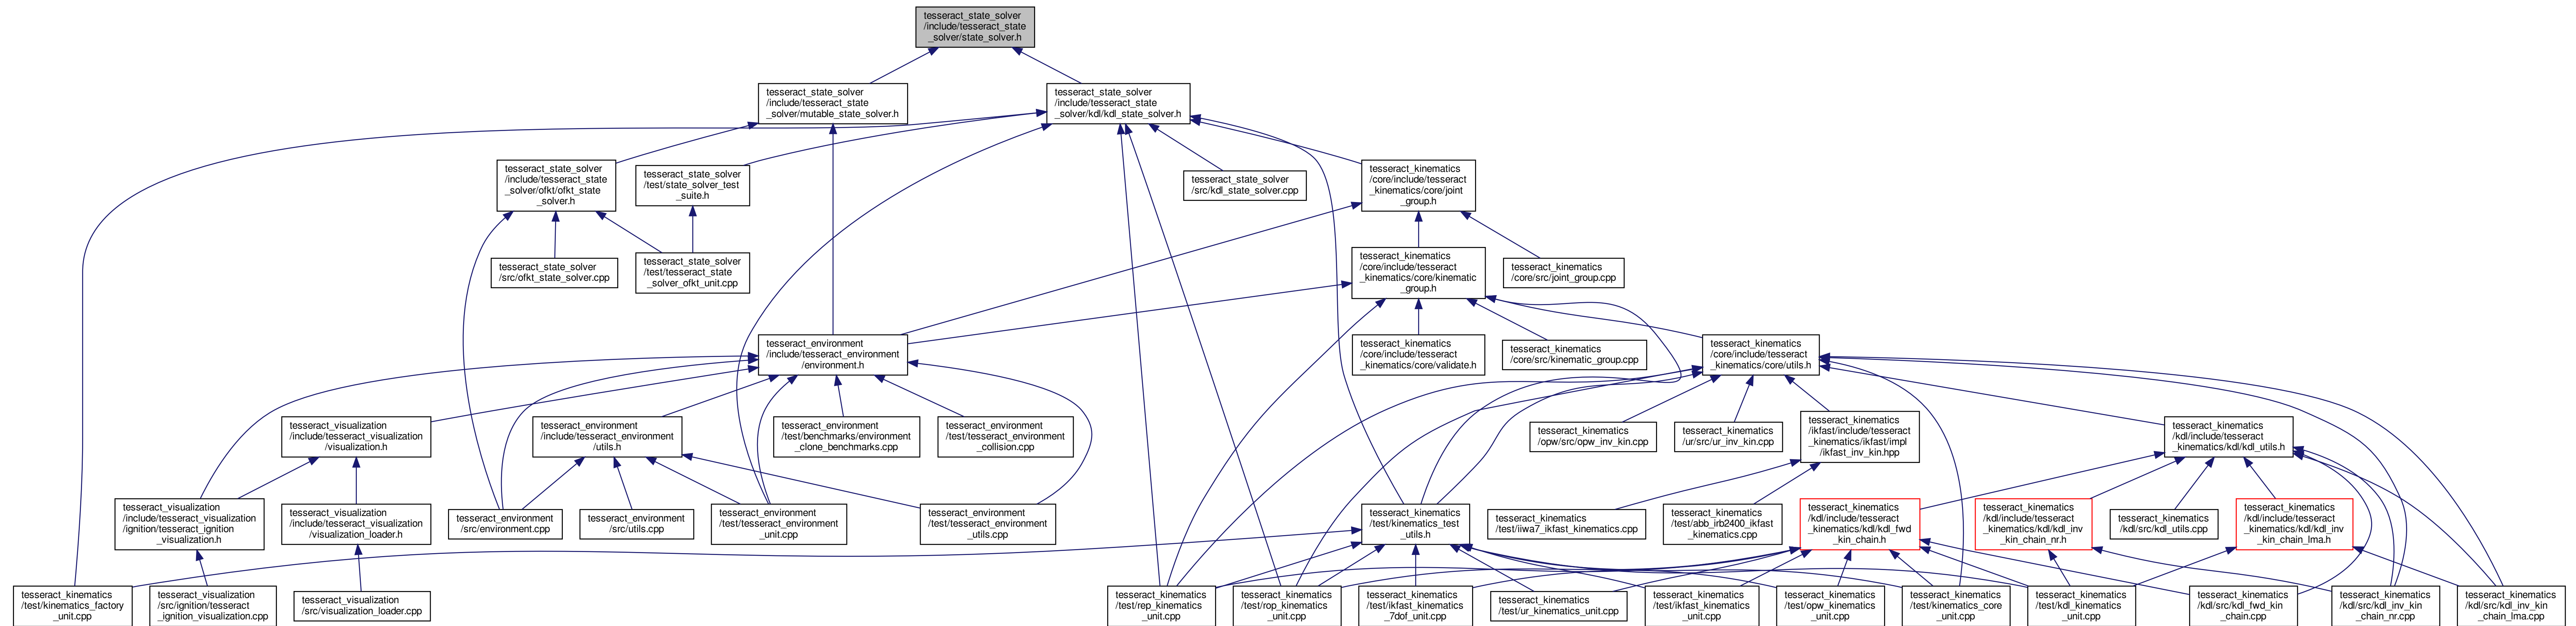 tesseract_state_solver
/include/tesseract_state
_solver/state_solver.h
tesseract_state_solver
/include/tesseract_state
_solver/mutable_state_solver.h
tesseract_state_solver
/include/tesseract_state
_solver/kdl/kdl_state_solver.h
tesseract_state_solver
/include/tesseract_state
_solver/ofkt/ofkt_state
_solver.h
tesseract_state_solver
/test/state_solver_test
_suite.h
tesseract_state_solver
/src/kdl_state_solver.cpp
tesseract_kinematics
/core/include/tesseract
_kinematics/core/joint
_group.h
tesseract_state_solver
/src/ofkt_state_solver.cpp
tesseract_state_solver
/test/tesseract_state
_solver_ofkt_unit.cpp
tesseract_kinematics
/core/include/tesseract
_kinematics/core/kinematic
_group.h
tesseract_kinematics
/core/src/joint_group.cpp
tesseract_environment
/include/tesseract_environment
/environment.h
tesseract_kinematics
/core/include/tesseract
_kinematics/core/validate.h
tesseract_kinematics
/core/src/kinematic_group.cpp
tesseract_kinematics
/core/include/tesseract
_kinematics/core/utils.h
tesseract_visualization
/include/tesseract_visualization
/visualization.h
tesseract_environment
/include/tesseract_environment
/utils.h
tesseract_environment
/test/benchmarks/environment
_clone_benchmarks.cpp
tesseract_environment
/test/tesseract_environment
_collision.cpp
tesseract_kinematics
/opw/src/opw_inv_kin.cpp
tesseract_kinematics
/ur/src/ur_inv_kin.cpp
tesseract_kinematics
/ikfast/include/tesseract
_kinematics/ikfast/impl
/ikfast_inv_kin.hpp
tesseract_kinematics
/kdl/include/tesseract
_kinematics/kdl/kdl_utils.h
tesseract_visualization
/include/tesseract_visualization
/ignition/tesseract_ignition
_visualization.h
tesseract_visualization
/include/tesseract_visualization
/visualization_loader.h
tesseract_environment
/src/environment.cpp
tesseract_environment
/src/utils.cpp
tesseract_environment
/test/tesseract_environment
_unit.cpp
tesseract_environment
/test/tesseract_environment
_utils.cpp
tesseract_kinematics
/test/kinematics_test
_utils.h
tesseract_kinematics
/test/iiwa7_ikfast_kinematics.cpp
tesseract_kinematics
/test/abb_irb2400_ikfast
_kinematics.cpp
tesseract_kinematics
/kdl/include/tesseract
_kinematics/kdl/kdl_fwd
_kin_chain.h
tesseract_kinematics
/kdl/include/tesseract
_kinematics/kdl/kdl_inv
_kin_chain_nr.h
tesseract_kinematics
/kdl/src/kdl_utils.cpp
tesseract_kinematics
/kdl/include/tesseract
_kinematics/kdl/kdl_inv
_kin_chain_lma.h
tesseract_kinematics
/test/kinematics_factory
_unit.cpp
tesseract_visualization
/src/ignition/tesseract
_ignition_visualization.cpp
tesseract_visualization
/src/visualization_loader.cpp
tesseract_kinematics
/test/rep_kinematics
_unit.cpp
tesseract_kinematics
/test/rop_kinematics
_unit.cpp
tesseract_kinematics
/test/ikfast_kinematics
_7dof_unit.cpp
tesseract_kinematics
/test/ur_kinematics_unit.cpp
tesseract_kinematics
/test/ikfast_kinematics
_unit.cpp
tesseract_kinematics
/test/opw_kinematics
_unit.cpp
tesseract_kinematics
/test/kinematics_core
_unit.cpp
tesseract_kinematics
/test/kdl_kinematics
_unit.cpp
tesseract_kinematics
/kdl/src/kdl_fwd_kin
_chain.cpp
tesseract_kinematics
/kdl/src/kdl_inv_kin
_chain_nr.cpp
tesseract_kinematics
/kdl/src/kdl_inv_kin
_chain_lma.cpp